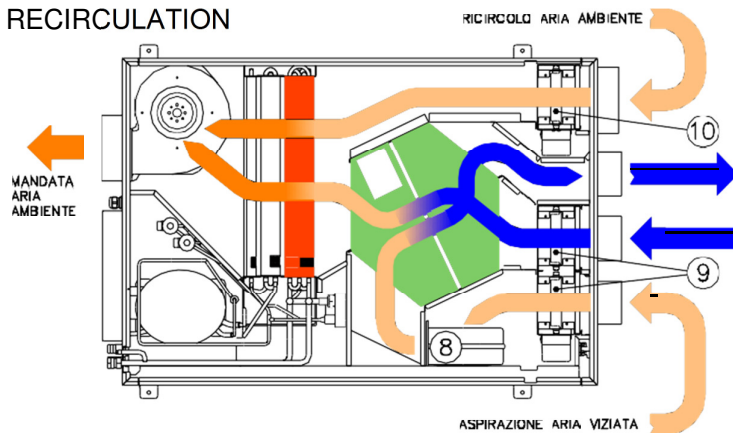 RECIRCULATION
RICIRCOLO ARIA AMBIENTE
10
MANDATA
ARIA
AMBIENTE
9
8
ASPIRAZIONE ARIA VIZIATA